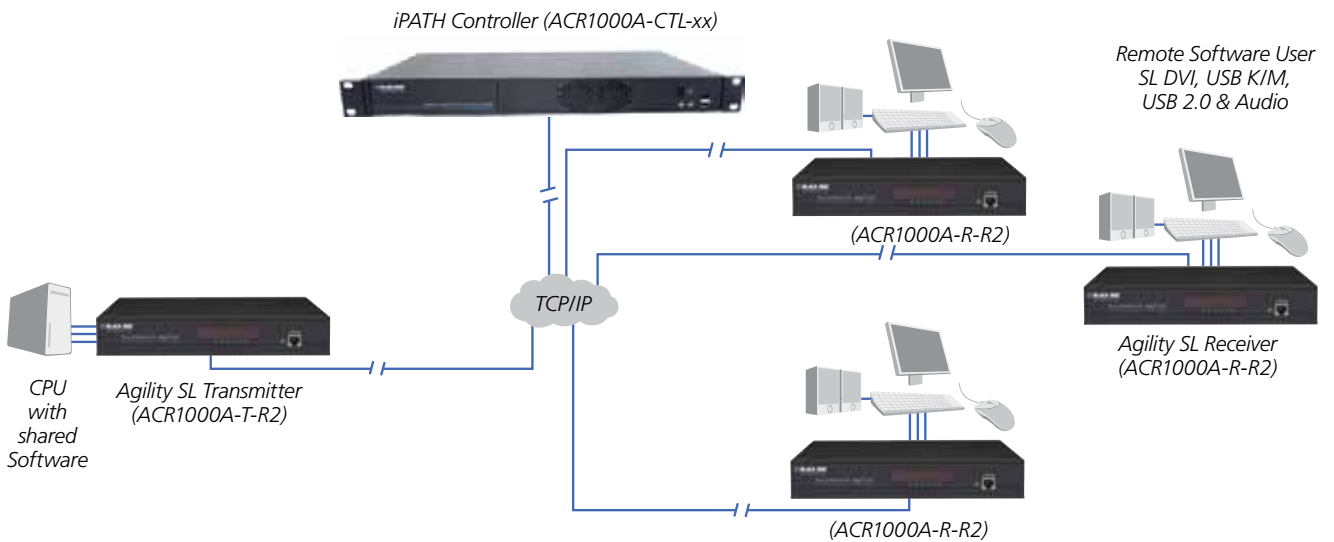 iPATH Controller (ACR1000A-CTL-xx)
Remote Software User
SL DVI, USB K/M,
USB 2.0 & Audio
(ACR1000A-R-R2)
TCP/IP
CPU
with
shared
Software
Agility SL Transmitter
(ACR1000A-T-R2)
Agility SL Receiver
(ACR1000A-R-R2)
(ACR1000A-R-R2)